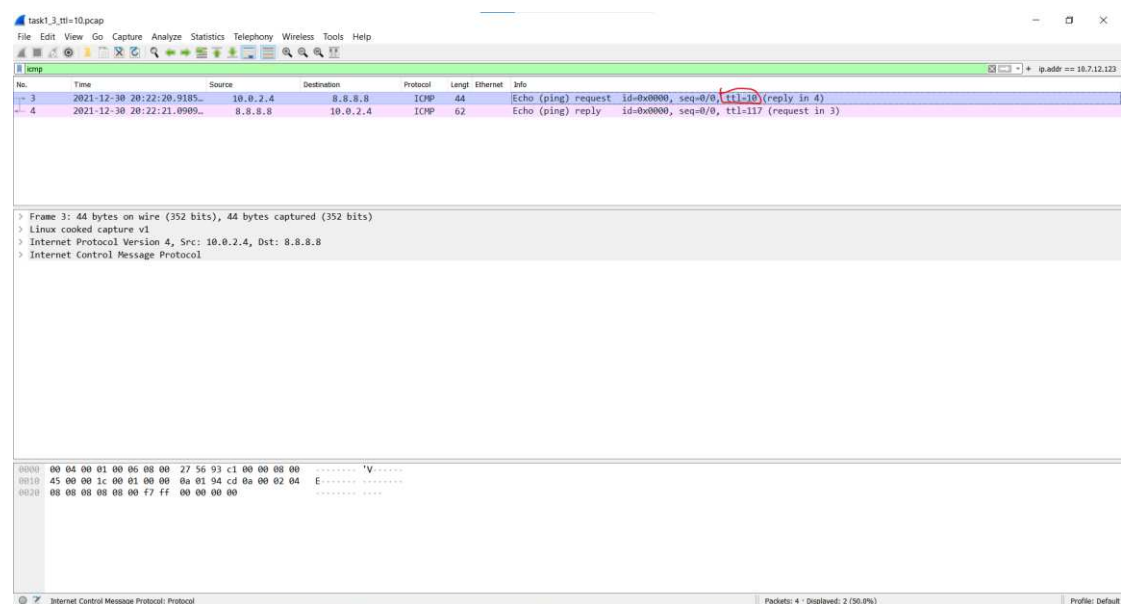 task1_3_ttl=10.pcap
File Edit View Go Capture Analyze Statistics Telephony Wireless Tools Help
icmp + ip.addr == 10.7.12.123
No. Time Source Destination Protocol Lengt Ethernet Info
3 2021-12-30 20:22:20.9185… 10.0.2.4 8.8.8.8 ICMP 44 Echo (ping) request id=0x0000, seq=0/0, ttl=10 (reply in 4)
4 2021-12-30 20:22:21.0909… 8.8.8.8 10.0.2.4 ICMP 62 Echo (ping) reply id=0x0000, seq=0/0, ttl=117 (request in 3)
> Frame 3: 44 bytes on wire (352 bits), 44 bytes captured (352 bits)
> Linux cooked capture v1
> Internet Protocol Version 4, Src: 10.0.2.4, Dst: 8.8.8.8
> Internet Control Message Protocol
0000 00 04 00 01 00 06 08 00 27 56 93 c1 00 00 08 00 ········ 'V······
0010 45 00 00 1c 00 01 00 00 0a 01 94 cd 0a 00 02 04 E······· ········
0020 08 08 08 08 08 00 f7 ff 00 00 00 00 ········ ····
Internet Control Message Protocol: Protocol Packets: 4 · Displayed: 2 (50.0%) Profile: Default